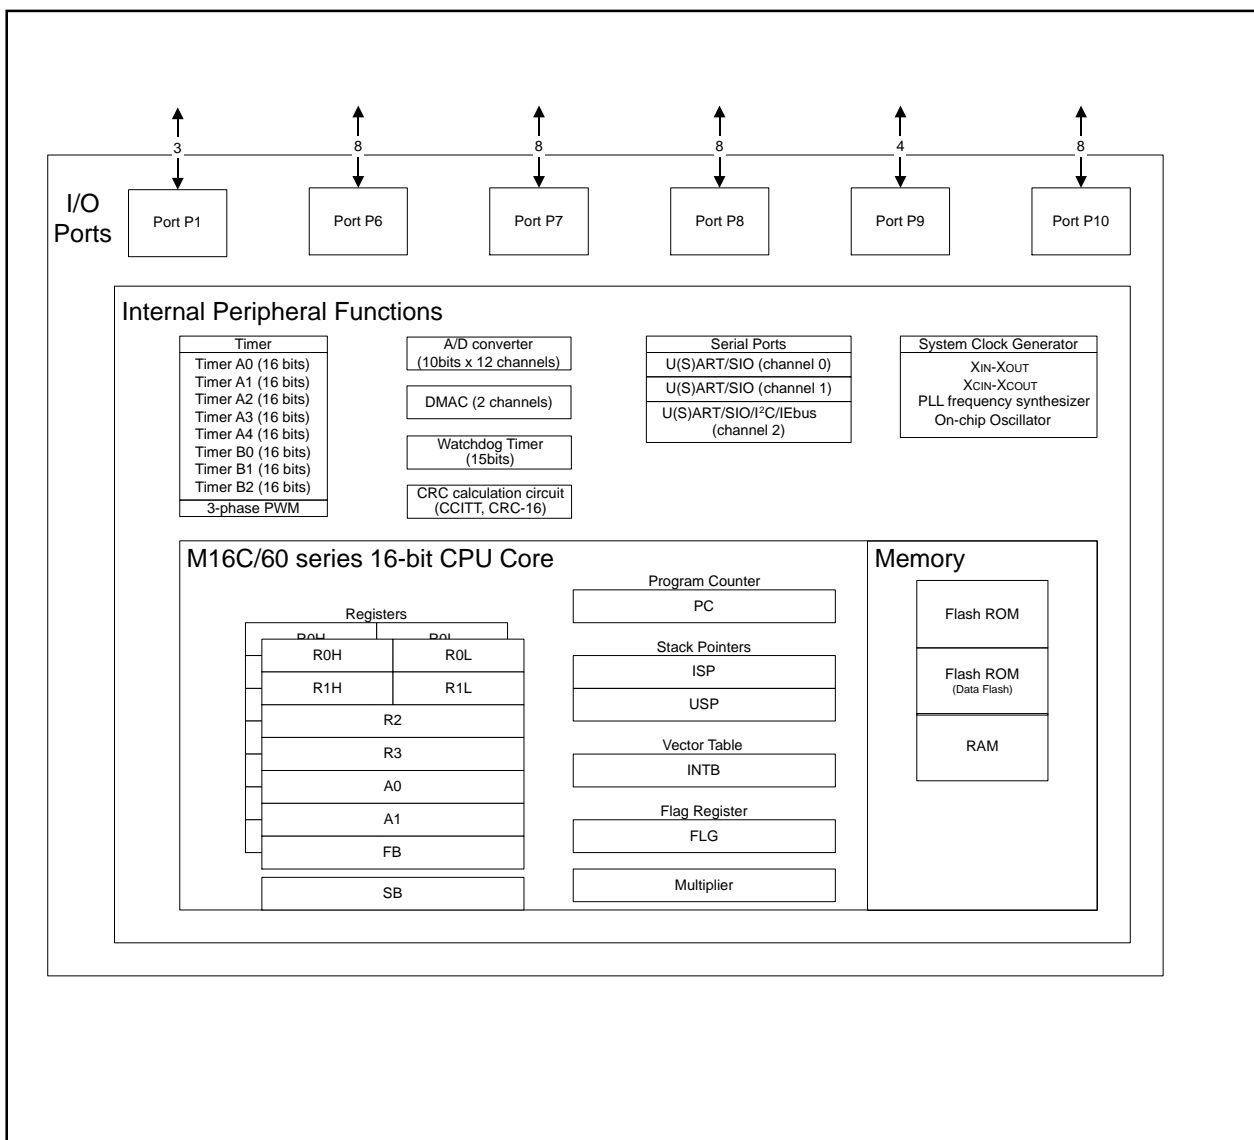 3
8
8
8
4
8
I/O
Ports
Port P1
Port P6
Port P7
Port P8
Port P9
Port P10
Internal Peripheral Functions
Timer
Timer A0 (16 bits)
Timer A1 (16 bits)
Timer A2 (16 bits)
Timer A3 (16 bits)
Timer A4 (16 bits)
Timer B0 (16 bits)
Timer B1 (16 bits)
Timer B2 (16 bits)
3-phase PWM
A/D converter
(10bits x 12 channels)
DMAC (2 channels)
Watchdog Timer
(15bits)
CRC calculation circuit
(CCITT, CRC-16)
Serial Ports
U(S)ART/SIO (channel 0)
U(S)ART/SIO (channel 1)
U(S)ART/SIO/I²C/IEbus
(channel 2)
System Clock Generator
XIN-XOUT
XCIN-XCOUT
PLL frequency synthesizer
On-chip Oscillator
M16C/60 series 16-bit CPU Core
Registers
R0H
R0L
R0H
R0L
R1H
R1L
R2
R3
A0
A1
FB
SB
Program Counter
PC
Stack Pointers
ISP
USP
Vector Table
INTB
Flag Register
FLG
Multiplier
Memory
Flash ROM
Flash ROM
(Data Flash)
RAM